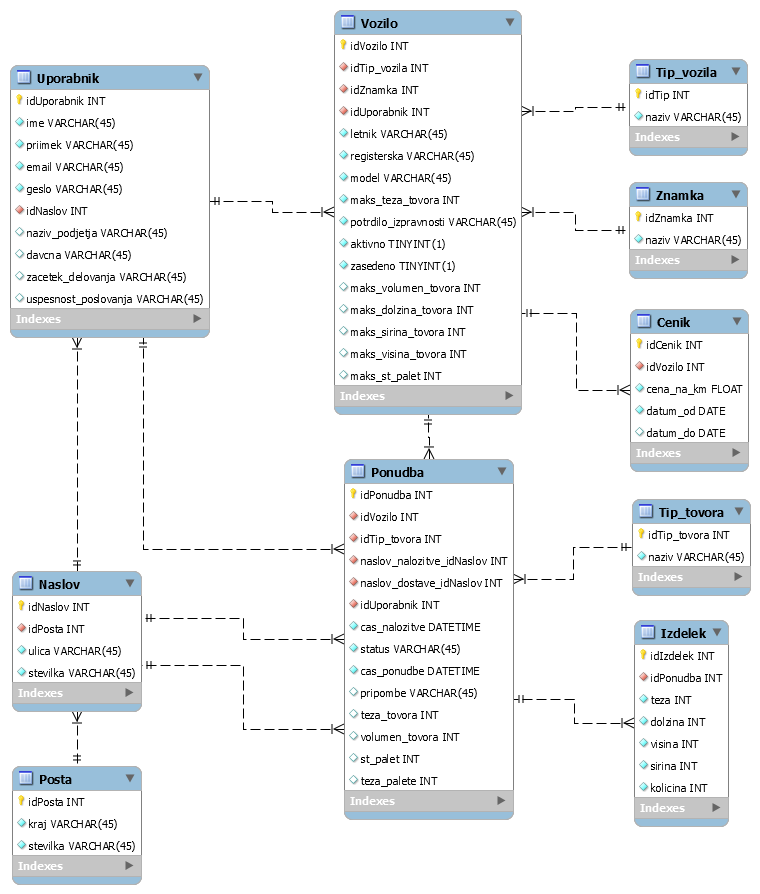 Uporabnik
idUporabnik INT
ime VARCHAR(45)
priimek VARCHAR(45)
email VARCHAR(45)
geslo VARCHAR(45)
idNaslov INT
naziv_podjetja VARCHAR(45)
davcna VARCHAR(45)
zacetek_delovanja VARCHAR(45)
uspesnost_poslovanja VARCHAR(45)
Indexes
Vozilo
idVozilo INT
idTip_vozila INT
idZnamka INT
idUporabnik INT
letnik VARCHAR(45)
registerska VARCHAR(45)
model VARCHAR(45)
maks_teza_tovora INT
potrdilo_izpravnosti VARCHAR(45)
aktivno TINYINT(1)
zasedeno TINYINT(1)
maks_volumen_tovora INT
maks_dolzina_tovora INT
maks_sirina_tovora INT
maks_visina_tovora INT
maks_st_palet INT
Indexes
Tip_vozila
idTip INT
naziv VARCHAR(45)
Indexes
Znamka
idZnamka INT
naziv VARCHAR(45)
Indexes
Cenik
idCenik INT
idVozilo INT
cena_na_km FLOAT
datum_od DATE
datum_do DATE
Indexes
Ponudba
idPonudba INT
idVozilo INT
idTip_tovora INT
naslov_nalozitve_idNaslov INT
naslov_dostave_idNaslov INT
idUporabnik INT
cas_nalozitve DATETIME
status VARCHAR(45)
cas_ponudbe DATETIME
pripombe VARCHAR(45)
teza_tovora INT
volumen_tovora INT
st_palet INT
teza_palete INT
Indexes
Tip_tovora
idTip_tovora INT
naziv VARCHAR(45)
Indexes
Naslov
idNaslov INT
idPosta INT
ulica VARCHAR(45)
stevilka VARCHAR(45)
Indexes
Izdelek
idIzdelek INT
idPonudba INT
teza INT
dolzina INT
visina INT
sirina INT
kolicina INT
Indexes
Posta
idPosta INT
kraj VARCHAR(45)
stevilka VARCHAR(45)
Indexes